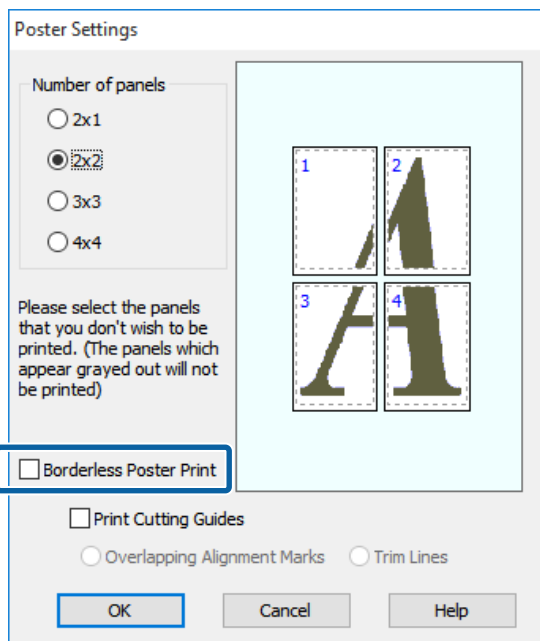 Poster Settings
Number of panels
2x1
2x2
3x3
4x4
1 2
3 4
Please select the panels
that you don't wish to be
printed. (The panels which
appear grayed out will not
be printed)
Borderless Poster Print
Print Cutting Guides
Overlapping Alignment Marks Trim Lines
OK Cancel Help